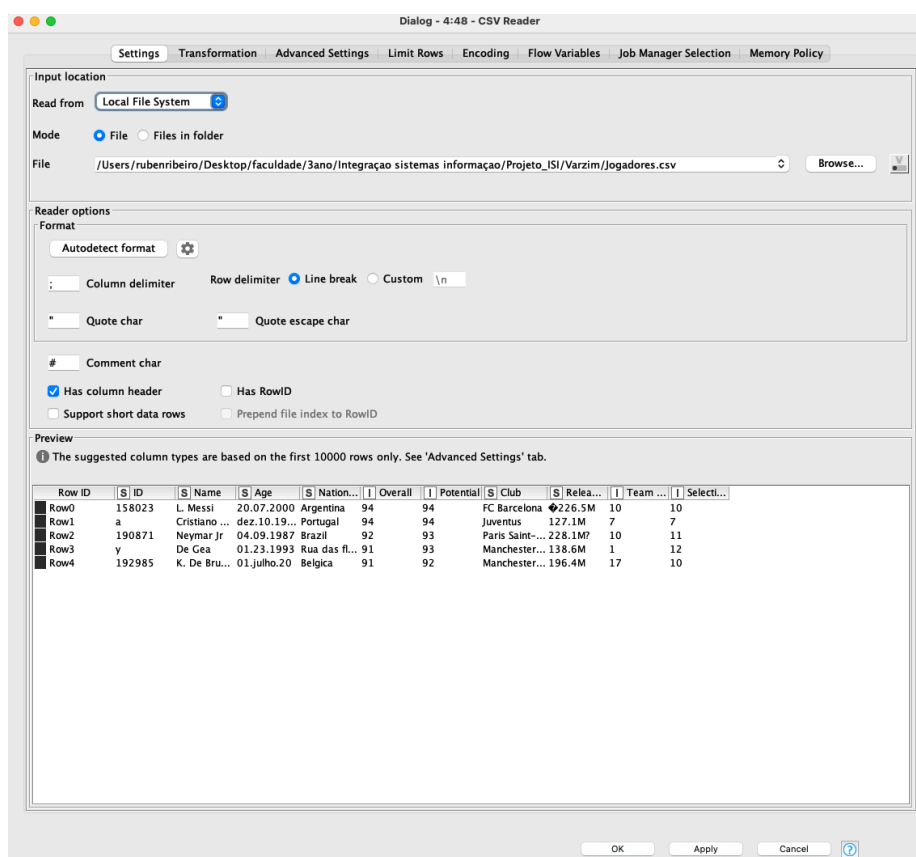 Dialog - 4:48 - CSV Reader
Settings Transformation Advanced Settings Limit Rows Encoding Flow Variables Job Manager Selection Memory Policy
Input location
Read from Local File System
Mode File Files in folder
File /Users/rubenribeiro/Desktop/faculdade/3ano/Integraçao sistemas informaçao/Projeto_ISI/Varzim/Jogadores.csv Browse... V
Reader options
Format
Autodetect format
; Column delimiter Row delimiter Line break Custom \n
" Quote char " Quote escape char
# Comment char
Has column header Has RowID
Support short data rows Prepend file index to RowID
Preview
i The suggested column types are based on the first 10000 rows only. See 'Advanced Settings' tab.
Row ID S ID S Name S Age S Nation... I Overall I Potential S Club S Relea... I Team ... I Selecti...
Row0 158023 L. Messi 20.07.2000 Argentina 94 94 FC Barcelona �226.5M 10 10
Row1 a Cristiano ... dez.10.19... Portugal 94 94 Juventus 127.1M 7 7
Row2 190871 Neymar Jr 04.09.1987 Brazil 92 93 Paris Saint-... 228.1M? 10 11
Row3 y De Gea 01.23.1993 Rua das fl... 91 93 Manchester... 138.6M 1 12
Row4 192985 K. De Bru... 01.julho.20 Belgica 91 92 Manchester... 196.4M 17 10
OK Apply Cancel ?